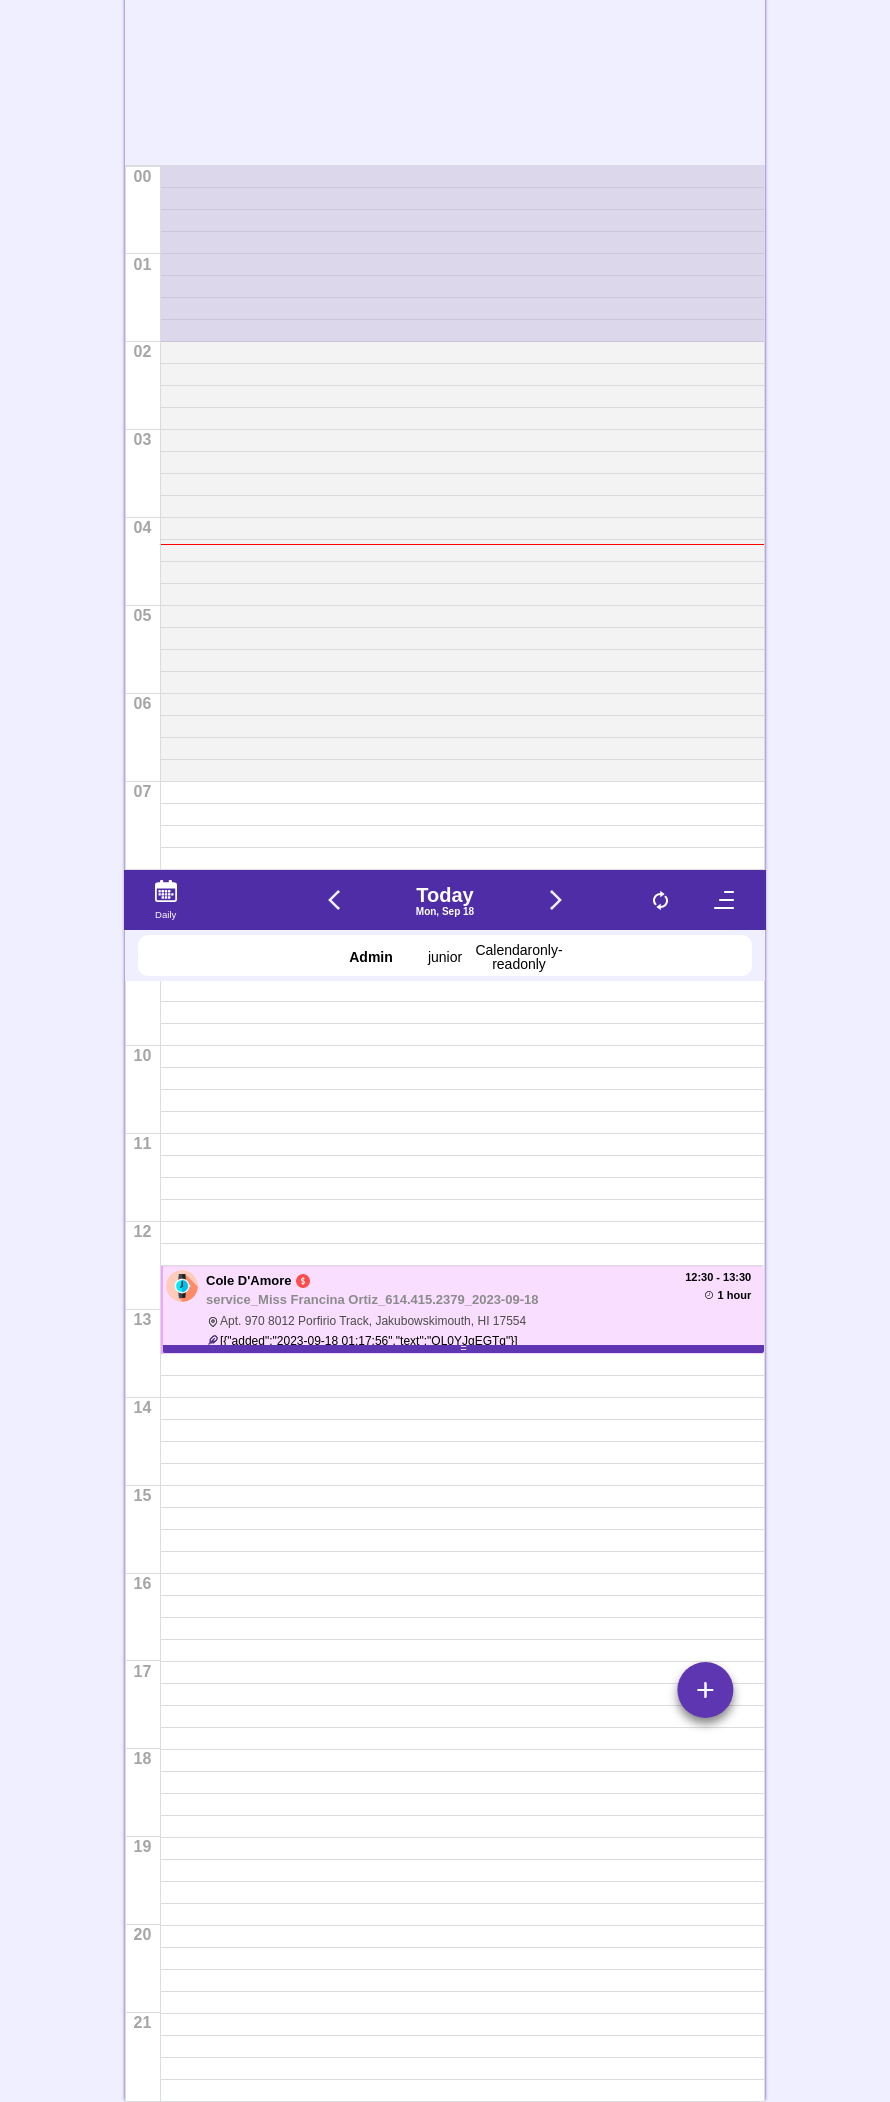 00
01
02
03
04
05
06
07
Daily
Today
Mon, Sep 18
Admin
junior
Calendaronly-
readonly
10
11
12
Cole D'Amore
$
12:30 - 13:30
service_Miss Francina Ortiz_614.415.2379_2023-09-18
1 hour
13
Apt. 970 8012 Porfirio Track, Jakubowskimouth, HI 17554
[{"added":"2023-09-18 01:17:56","text":"OL0YJqEGTq"}]
14
15
16
17
18
19
20
21